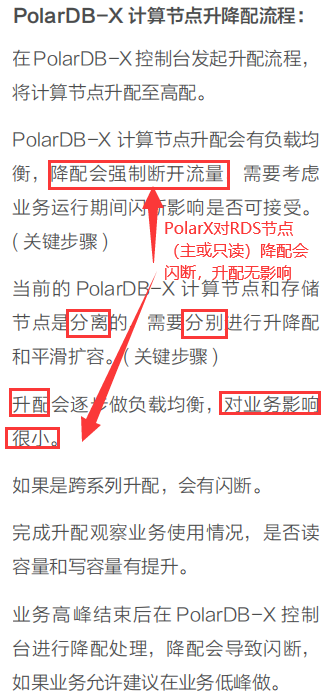 PolarDB-X 计算节点升降配流程：
在PolarDB-X控制台发起升配流程，
将计算节点升配至高配。
PolarDB-X 计算节点升配会有负载均
衡，降配会强制断开流量，需要考虑
业务运行期间闪断影响是否可接受。
（关键步骤）
PolarX对RDS节点
（主或只读）降配会
闪断，升配无影响
当前的 PolarDB-X 计算节点和存储
节点是分离的，需要分别进行升降配
和平滑扩容。（关键步骤）
升配会逐步做负载均衡，对业务影响
很小。
如果是跨系列升配，会有闪断。
完成升配观察业务使用情况，是否读
容量和写容量有提升。
业务高峰结束后在PolarDB-X 控制
台进行降配处理，降配会导致闪断，
如果业务允许建议在业务低峰做。